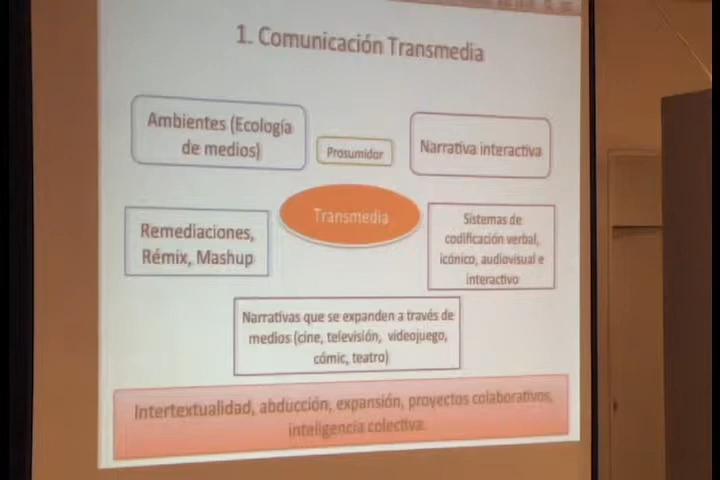 1. Comunicación Transmedia
Ambientes (Ecología
de medios)
Prosumidor
Narrativa interactiva
Transmedia
Remediaciones,
Rémix, Mashup
Sistemas de
codificación verbal,
icónico, audiovisual e
interactivo
Narrativas que se expanden a través de
medios (cine, televisión, videojuego,
cómic, teatro)
Intertextualidad, abducción, expansión, proyectos colaborativos,
inteligencia colectiva.